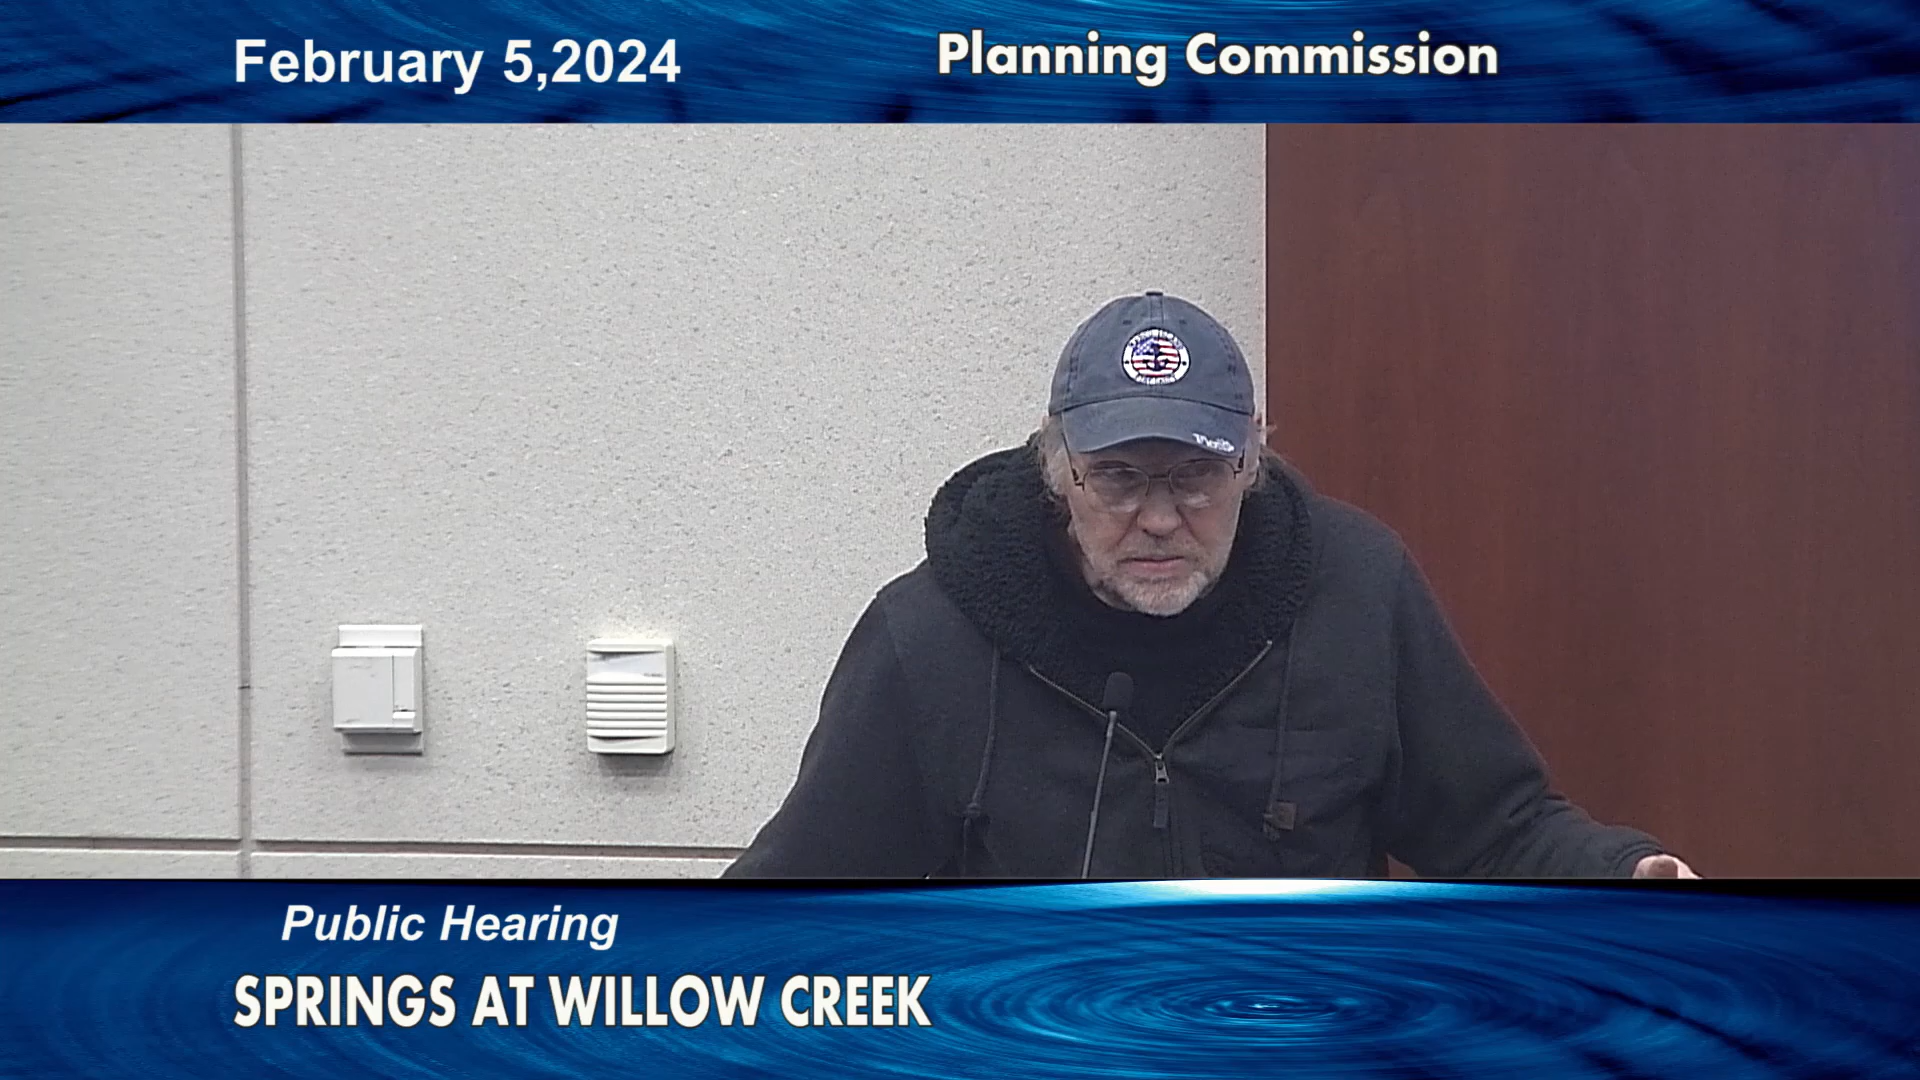 February 5,2024
Planning Commission
Public Hearing
SPRINGS AT WILLOW CREEK